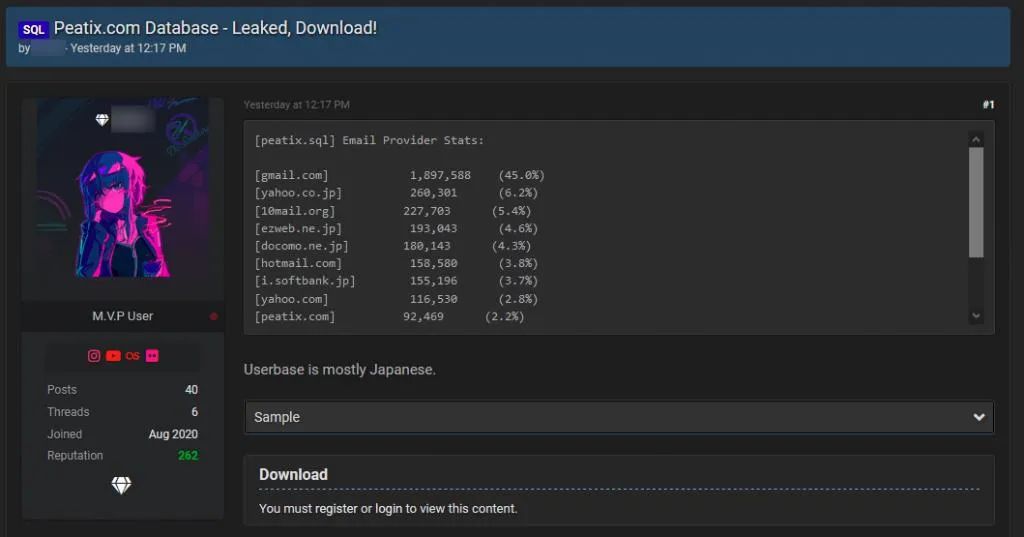 SQL Peatix.com Database - Leaked, Download!
by - Yesterday at 12:17 PM
Yesterday at 12:17 PM #1
[peatix.sql] Email Provider Stats:
[gmail.com] 1,897,588 (45.0%)
[yahoo.co.jp] 260,301 (6.2%)
[10mail.org] 227,703 (5.4%)
[ezweb.ne.jp] 193,043 (4.6%)
[docomo.ne.jp] 180,143 (4.3%)
[hotmail.com] 158,580 (3.8%)
[i.softbank.jp] 155,196 (3.7%)
[yahoo.com] 116,530 (2.8%)
[peatix.com] 92,469 (2.2%)
M.V.P User
OS
Posts 40
Threads 6
Joined Aug 2020
Reputation 262
Userbase is mostly Japanese.
Sample
Download
You must register or login to view this content.